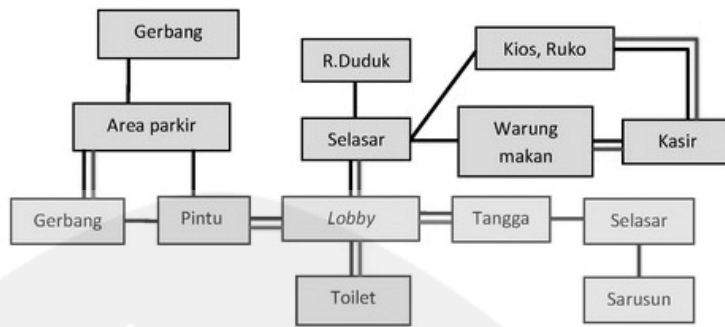 Gerbang
R.Duduk
Kios, Ruko
Area parkir
Selasar
Warung
makan
Kasir
Gerbang
Pintu
Lobby
Tangga
Selasar
Toilet
Sarusun